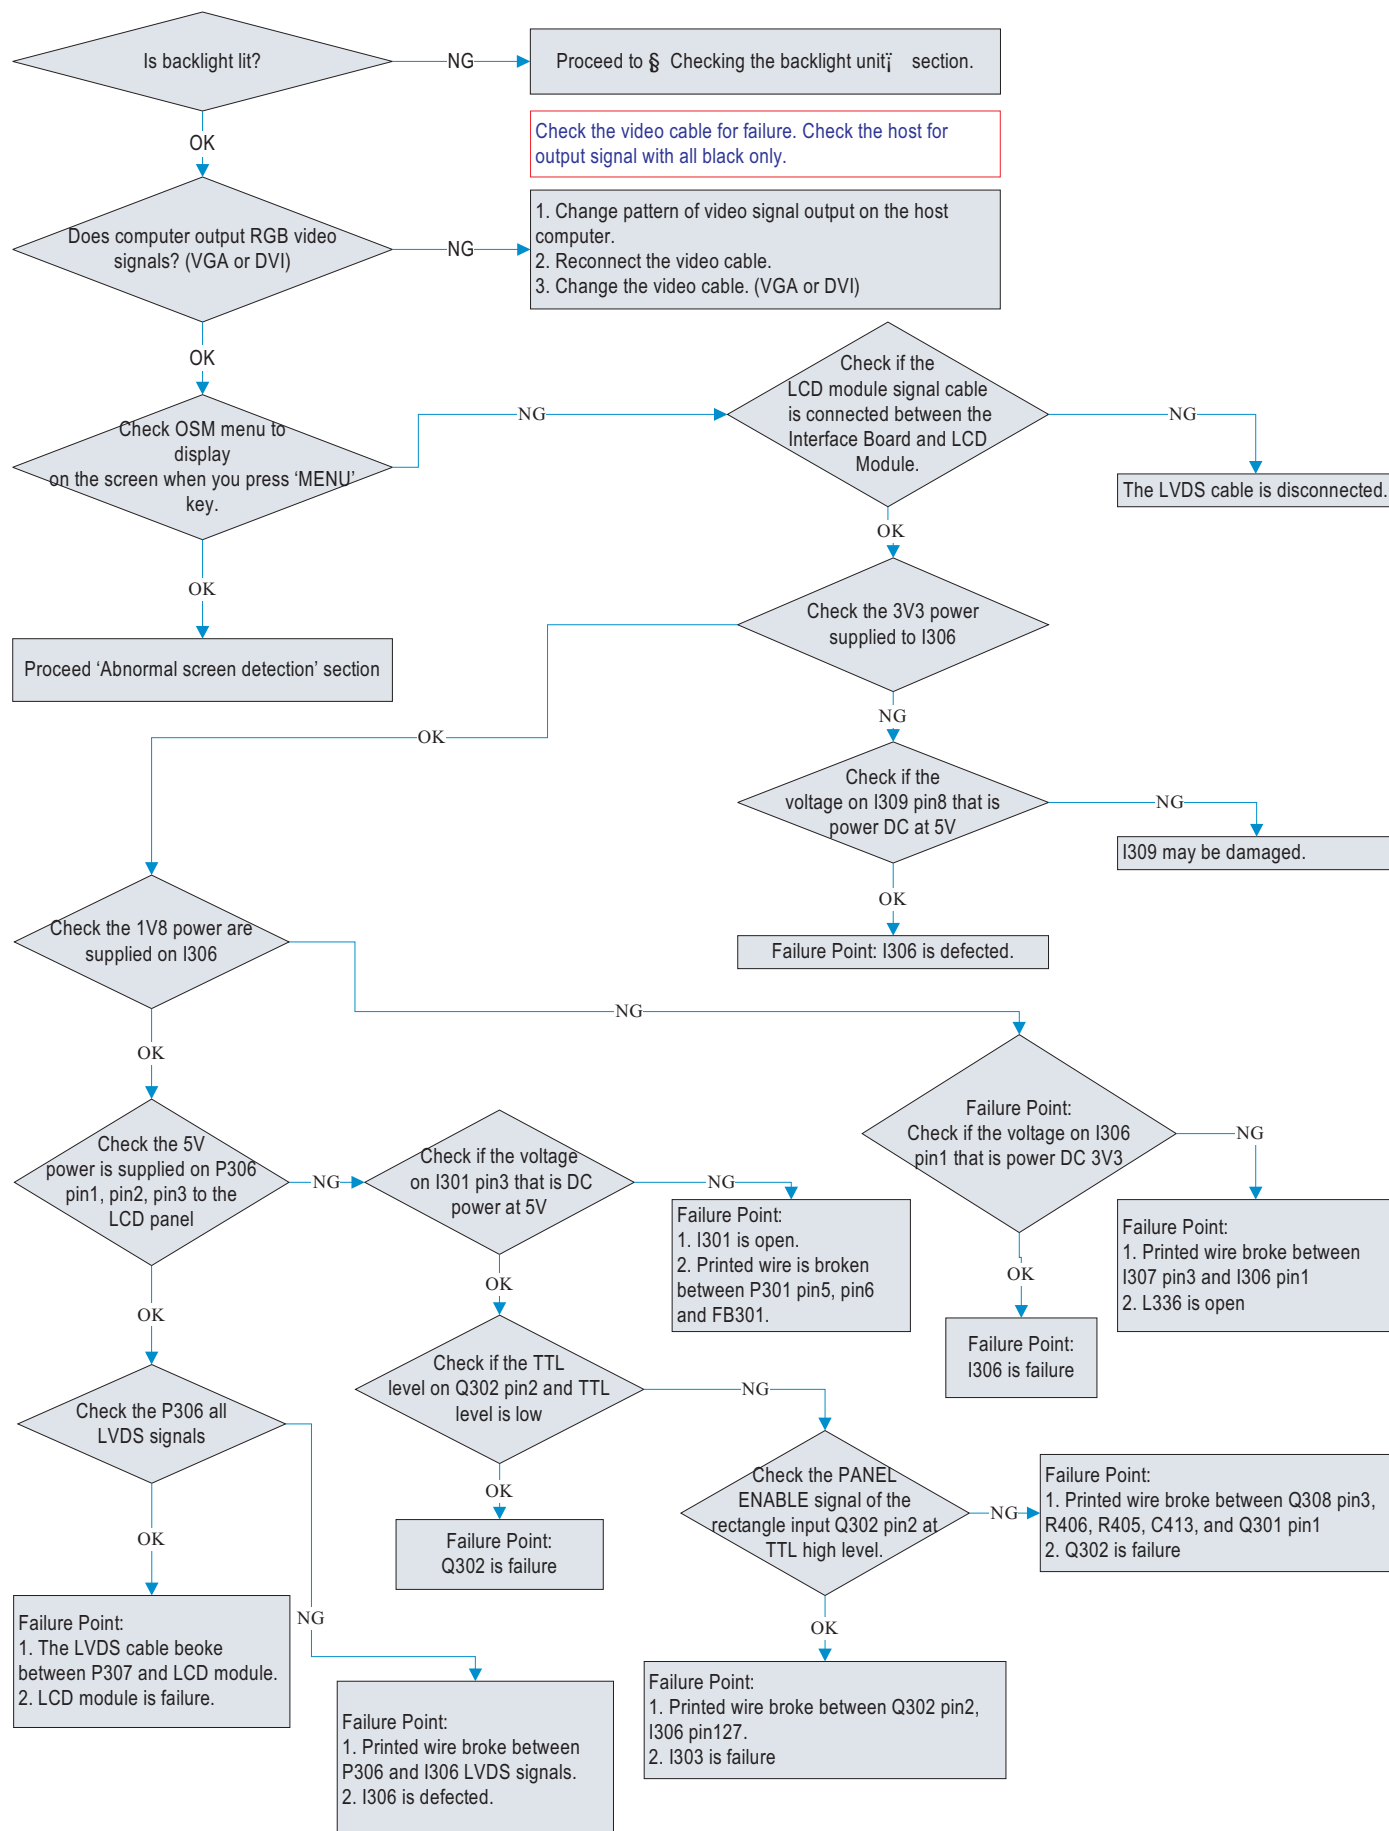 Is backlight lit?
NG
Proceed to § Checking the backlight unitï section.
OK
Check the video cable for failure. Check the host for
output signal with all black only.
Does computer output RGB video
signals? (VGA or DVI)
NG
1. Change pattern of video signal output on the host
computer.
2. Reconnect the video cable.
3. Change the video cable. (VGA or DVI)
OK
Check OSM menu to
display
on the screen when you press ‘MENU’
key.
NG
Check if the
LCD module signal cable
is connected between the
Interface Board and LCD
Module.
NG
The LVDS cable is disconnected.
OK
OK
Proceed ‘Abnormal screen detection’ section
Check the 3V3 power
supplied to I306
OK
NG
Check if the
voltage on I309 pin8 that is
power DC at 5V
NG
I309 may be damaged.
OK
Failure Point: I306 is defected.
Check the 1V8 power are
supplied on I306
NG
OK
Failure Point:
Check if the voltage on I306
pin1 that is power DC 3V3
NG
Failure Point:
1. Printed wire broke between
I307 pin3 and I306 pin1
2. L336 is open
OK
Failure Point:
I306 is failure
Check the 5V
power is supplied on P306
pin1, pin2, pin3 to the
LCD panel
NG
Check if the voltage
on I301 pin3 that is DC
power at 5V
NG
Failure Point:
1. I301 is open.
2. Printed wire is broken
between P301 pin5, pin6
and FB301.
OK
OK
Check if the TTL
level on Q302 pin2 and TTL
level is low
NG
Check the P306 all
LVDS signals
OK
Failure Point:
Q302 is failure
Check the PANEL
ENABLE signal of the
rectangle input Q302 pin2 at
TTL high level.
NG
Failure Point:
1. Printed wire broke between Q308 pin3,
R406, R405, C413, and Q301 pin1
2. Q302 is failure
OK
NG
OK
Failure Point:
1. The LVDS cable beoke
between P307 and LCD module.
2. LCD module is failure.
Failure Point:
1. Printed wire broke between
P306 and I306 LVDS signals.
2. I306 is defected.
Failure Point:
1. Printed wire broke between Q302 pin2,
I306 pin127.
2. I303 is failure